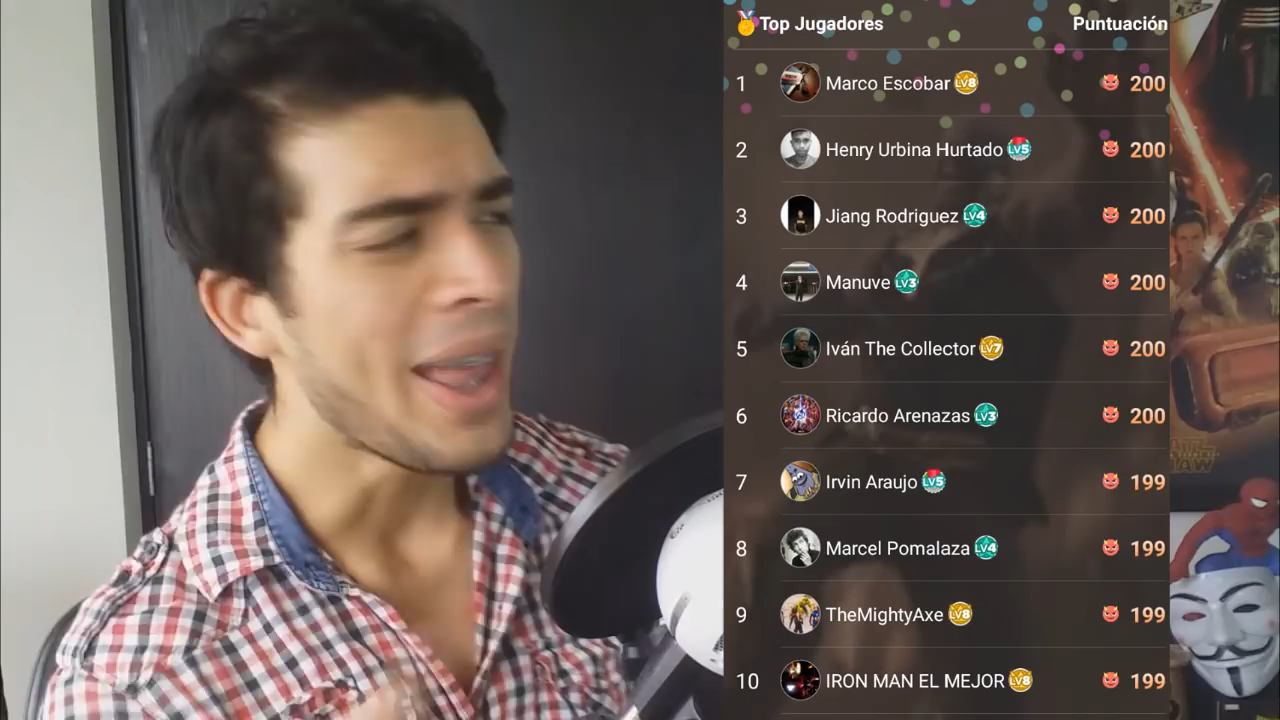 🏅Top Jugadores Puntuación
1 Marco Escobar LV8 200
2 Henry Urbina Hurtado LV5 200
3 Jiang Rodriguez LV4 200
4 Manuve LV3 200
5 Iván The Collector LV7 200
6 Ricardo Arenazas LV3 200
7 Irvin Araujo LV5 199
8 Marcel Pomalaza LV4 199
9 TheMightyAxe LV8 199
10 IRON MAN EL MEJOR LV8 199